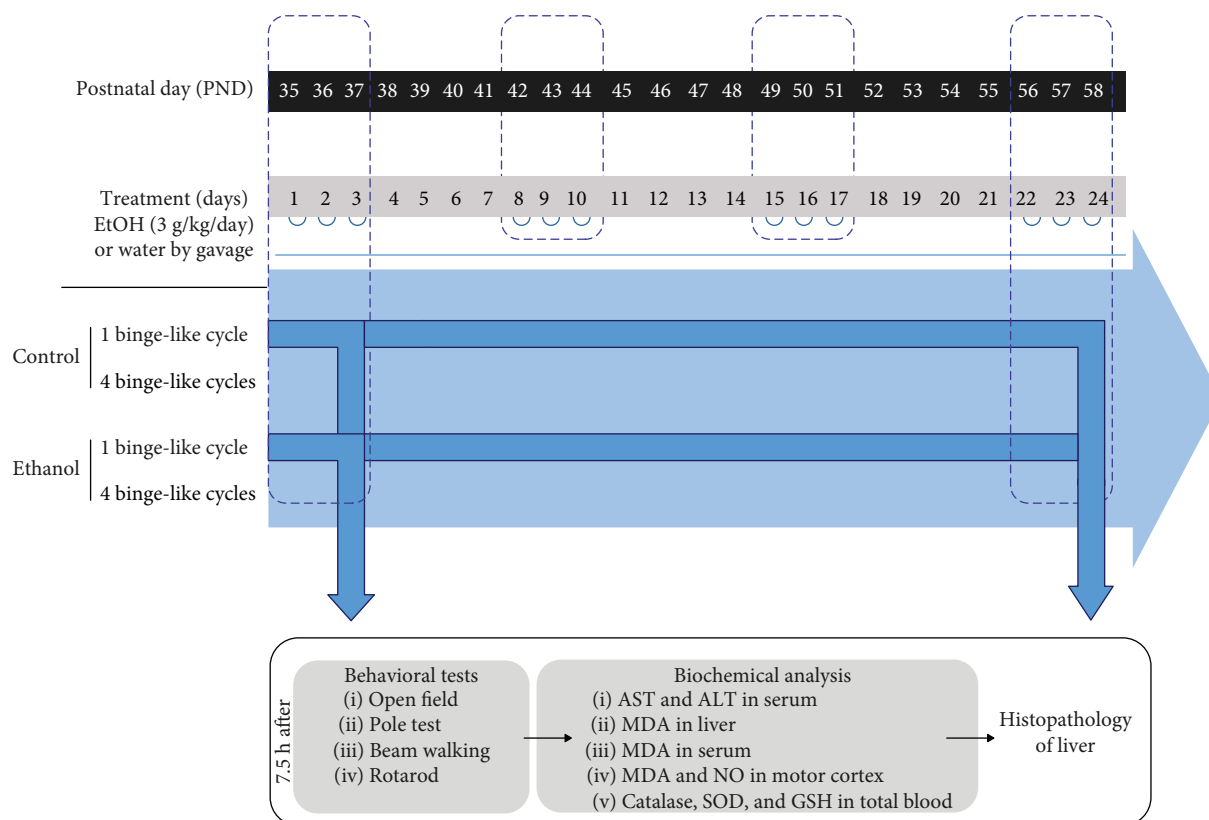 Postnatal day (PND)
35 36 37 38 39 40 41 42 43 44 45 46 47 48 49 50 51 52 53 54 55 56 57 58
Treatment (days)
1 2 3 4 5 6 7 8 9 10 11 12 13 14 15 16 17 18 19 20 21 22 23 24
EtOH (3 g/kg/day)
or water by gavage
Control
1 binge-like cycle
4 binge-like cycles
Ethanol
1 binge-like cycle
4 binge-like cycles
7.5 h after
Behavioral tests
(i) Open field
(ii) Pole test
(iii) Beam walking
(iv) Rotarod
Biochemical analysis
(i) AST and ALT in serum
(ii) MDA in liver
(iii) MDA in serum
(iv) MDA and NO in motor cortex
(v) Catalase, SOD, and GSH in total blood
Histopathology
of liver